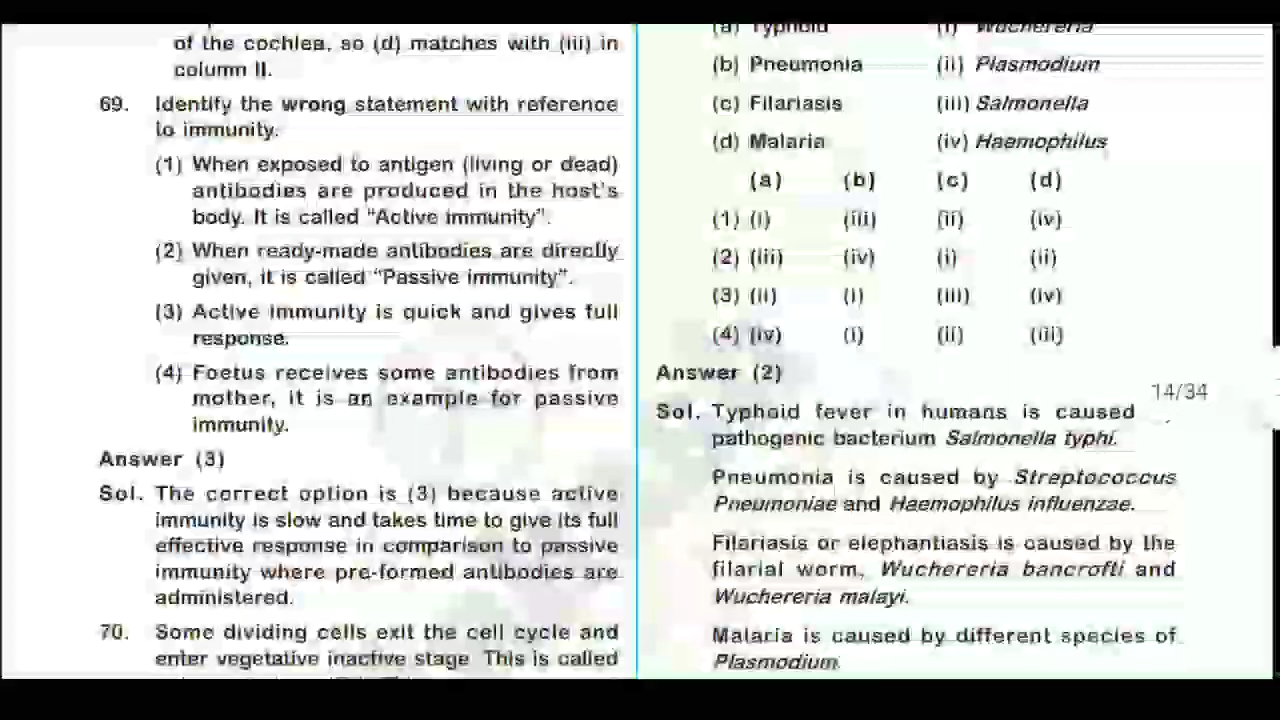 of the cochlea, so (d) matches with (iii) in
column II.
69. Identify the wrong statement with reference
to immunity.
(1) When exposed to antigen (living or dead)
antibodies are produced in the host's
body. It is called "Active immunity".
(2) When ready-made antibodies are directly
given, it is called "Passive immunity".
(3) Active immunity is quick and gives full
response.
(4) Foetus receives some antibodies from
mother, it is an example for passive
immunity.
Answer (3)
Sol. The correct option is (3) because active
immunity is slow and takes time to give its full
effective response in comparison to passive
immunity where pre-formed antibodies are
administered.
70. Some dividing cells exit the cell cycle and
enter vegetative inactive stage. This is called
(a) Typhoid (i) Wuchereria
(b) Pneumonia (ii) Plasmodium
(c) Filariasis (iii) Salmonella
(d) Malaria (iv) Haemophilus
(a) (b) (c) (d)
(1) (i) (iii) (ii) (iv)
(2) (iii) (iv) (i) (ii)
(3) (ii) (i) (iii) (iv)
(4) (iv) (i) (ii) (iii)
Answer (2)
14/34
Sol. Typhoid fever in humans is caused
pathogenic bacterium Salmonella typhi.
Pneumonia is caused by Streptococcus
Pneumoniae and Haemophilus influenzae.
Filariasis or elephantiasis is caused by the
filarial worm, Wuchereria bancrofti and
Wuchereria malayi.
Malaria is caused by different species of
Plasmodium